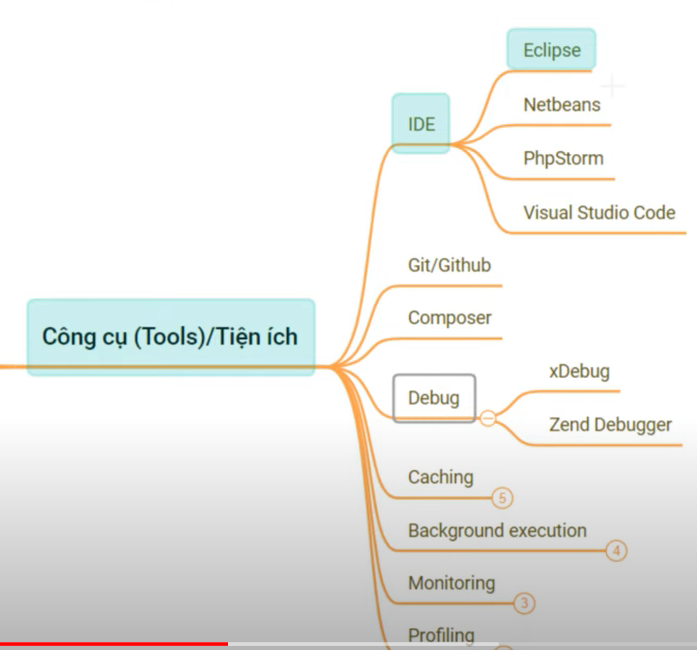 Eclipse
IDE
Netbeans
PhpStorm
Visual Studio Code
Git/Github
Composer
Công cụ (Tools)/Tiện ích
Debug
xDebug
Zend Debugger
Caching
5
Background execution
4
Monitoring
3
Profiling